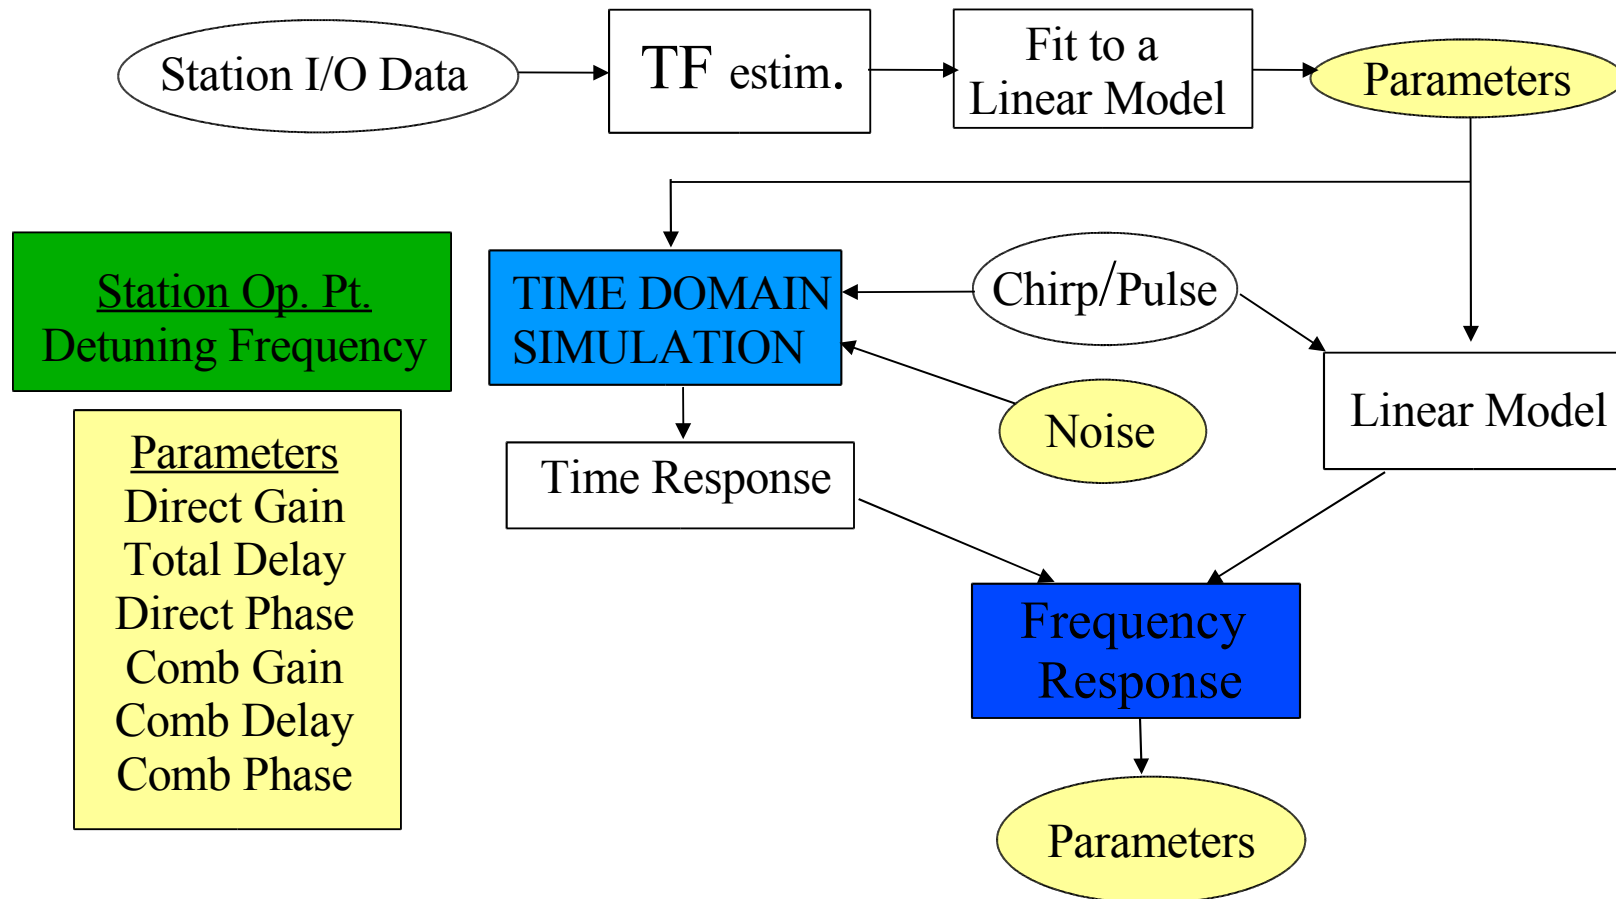 Station I/O Data
TF estim.
Fit to a
Linear Model
Parameters
Station Op. Pt.
Detuning Frequency
TIME DOMAIN
SIMULATION
Chirp/Pulse
Noise
Linear Model
Parameters
Direct Gain
Total Delay
Direct Phase
Comb Gain
Comb Delay
Comb Phase
Time Response
Frequency
Response
Parameters